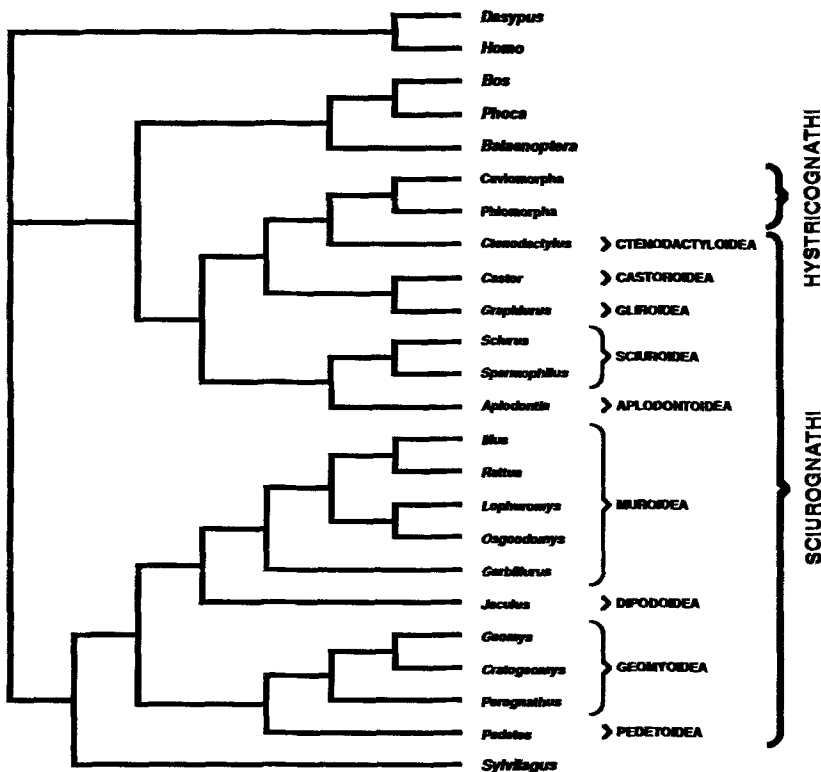 Dasypus
Homo
Bos
Phoca
Balaenoptera
Caviomorpha
Phiomorpha
Ctenodactylus CTENODACTYLOIDEA
Castor CASTOROIDEA
Graphiurus GLIROIDEA
Sciurus
SCIUROIDEA
Spermophilus
Aplodontia APLODONTOIDEA
Mus
Rattus
Lophuromys MUROIDEA
Osgoodomys
Gerbillurus
Jaculus DIPODOIDEA
Geomys
Cratogeomys GEOMYOIDEA
Perognathus
Pedetes PEDETOIDEA
Sylvilagus
HYSTRICOGNATHI
SCIUROGNATHI